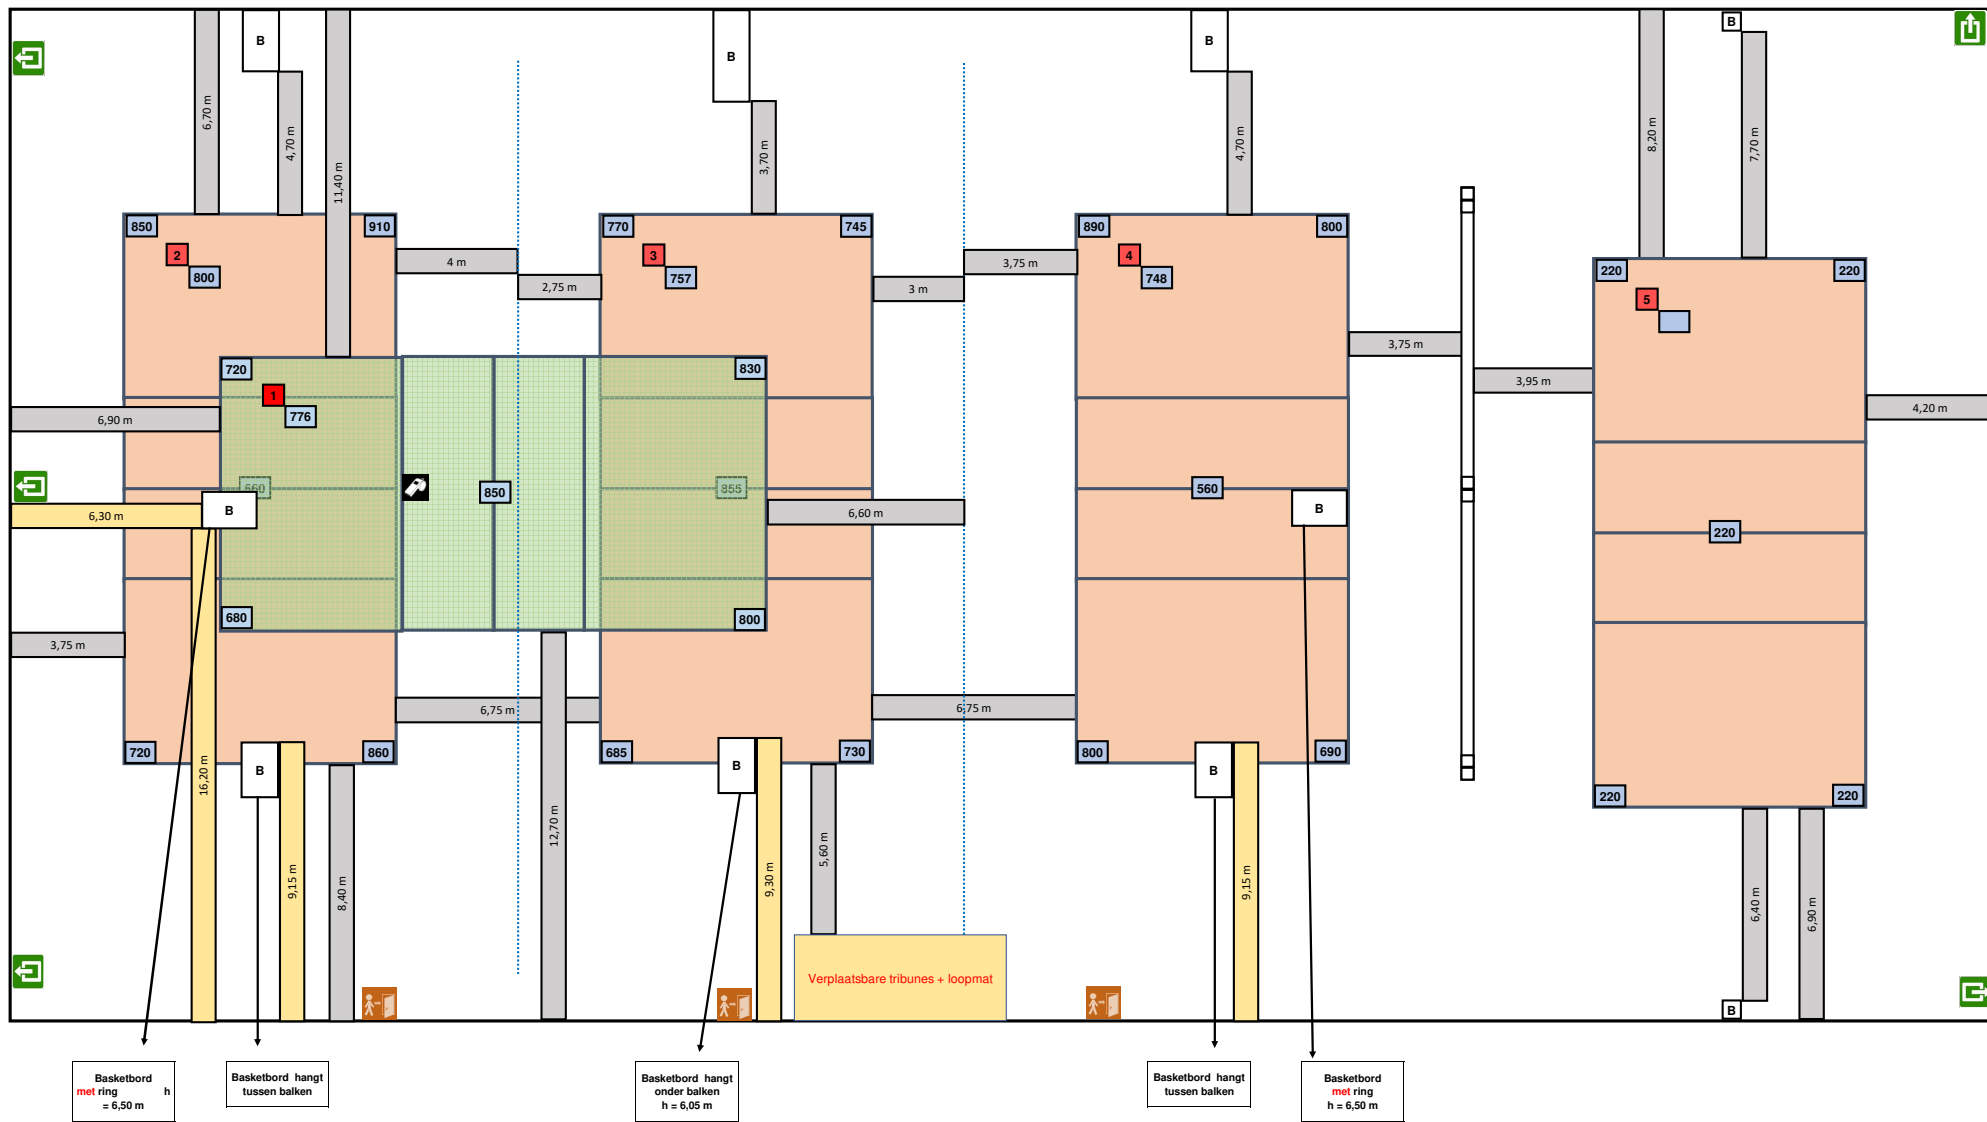 B
B
B
B
6,70 m
4,70 m
11,40 m
3,70 m
4,70 m
8,20 m
7,70 m
850
910
770
745
890
800
220
220
2
800
3
757
4
748
5
4 m
2,75 m
3 m
3,75 m
3,75 m
3,95 m
4,20 m
720
830
1
776
6,90 m
560
850
855
560
6,30 m
B
6,60 m
B
220
680
800
3,75 m
6,75 m
6,75 m
720
860
685
730
800
690
B
B
B
220
220
16,20 m
9,15 m
8,40 m
12,70 m
9,30 m
5,60 m
9,15 m
6,40 m
6,90 m
Verplaatsbare tribunes + loopmat
B
Basketbord
met ring h
= 6,50 m
Basketbord hangt
tussen balken
Basketbord hangt
onder balken
h = 6,05 m
Basketbord hangt
tussen balken
Basketbord
met ring
h = 6,50 m